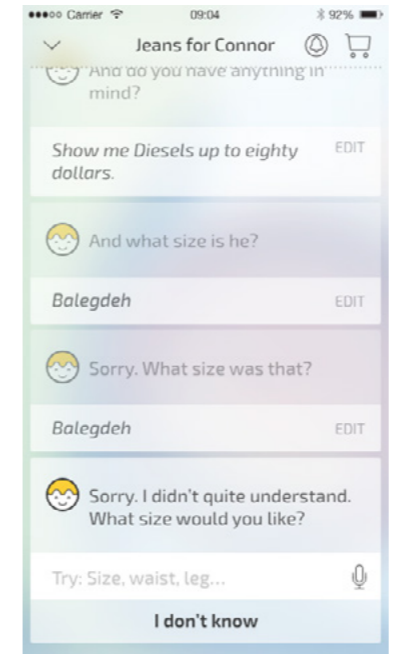 Carrier 09:04 92%
Jeans for Connor
And do you have anything in
mind?
Show me Diesels up to eighty
dollars.
EDIT
And what size is he?
Balegdeh
EDIT
Sorry. What size was that?
Balegdeh
EDIT
Sorry. I didn't quite understand.
What size would you like?
Try: Size, waist, leg...
I don't know